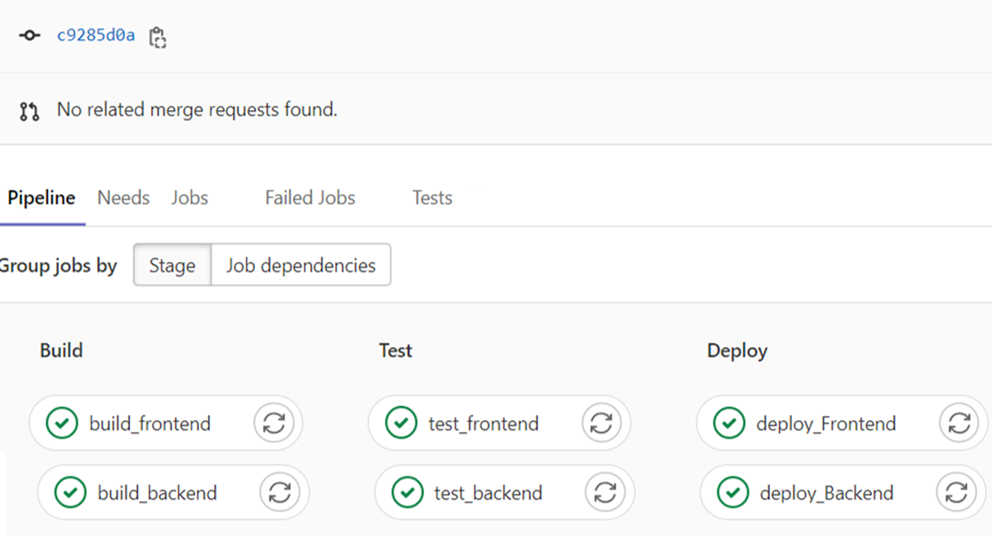 c9285d0a
No related merge requests found.
Pipeline Needs Jobs Failed Jobs Tests
Group jobs by Stage Job dependencies
Build Test Deploy
build_frontend test_frontend deploy_Frontend
build_backend test_backend deploy_Backend